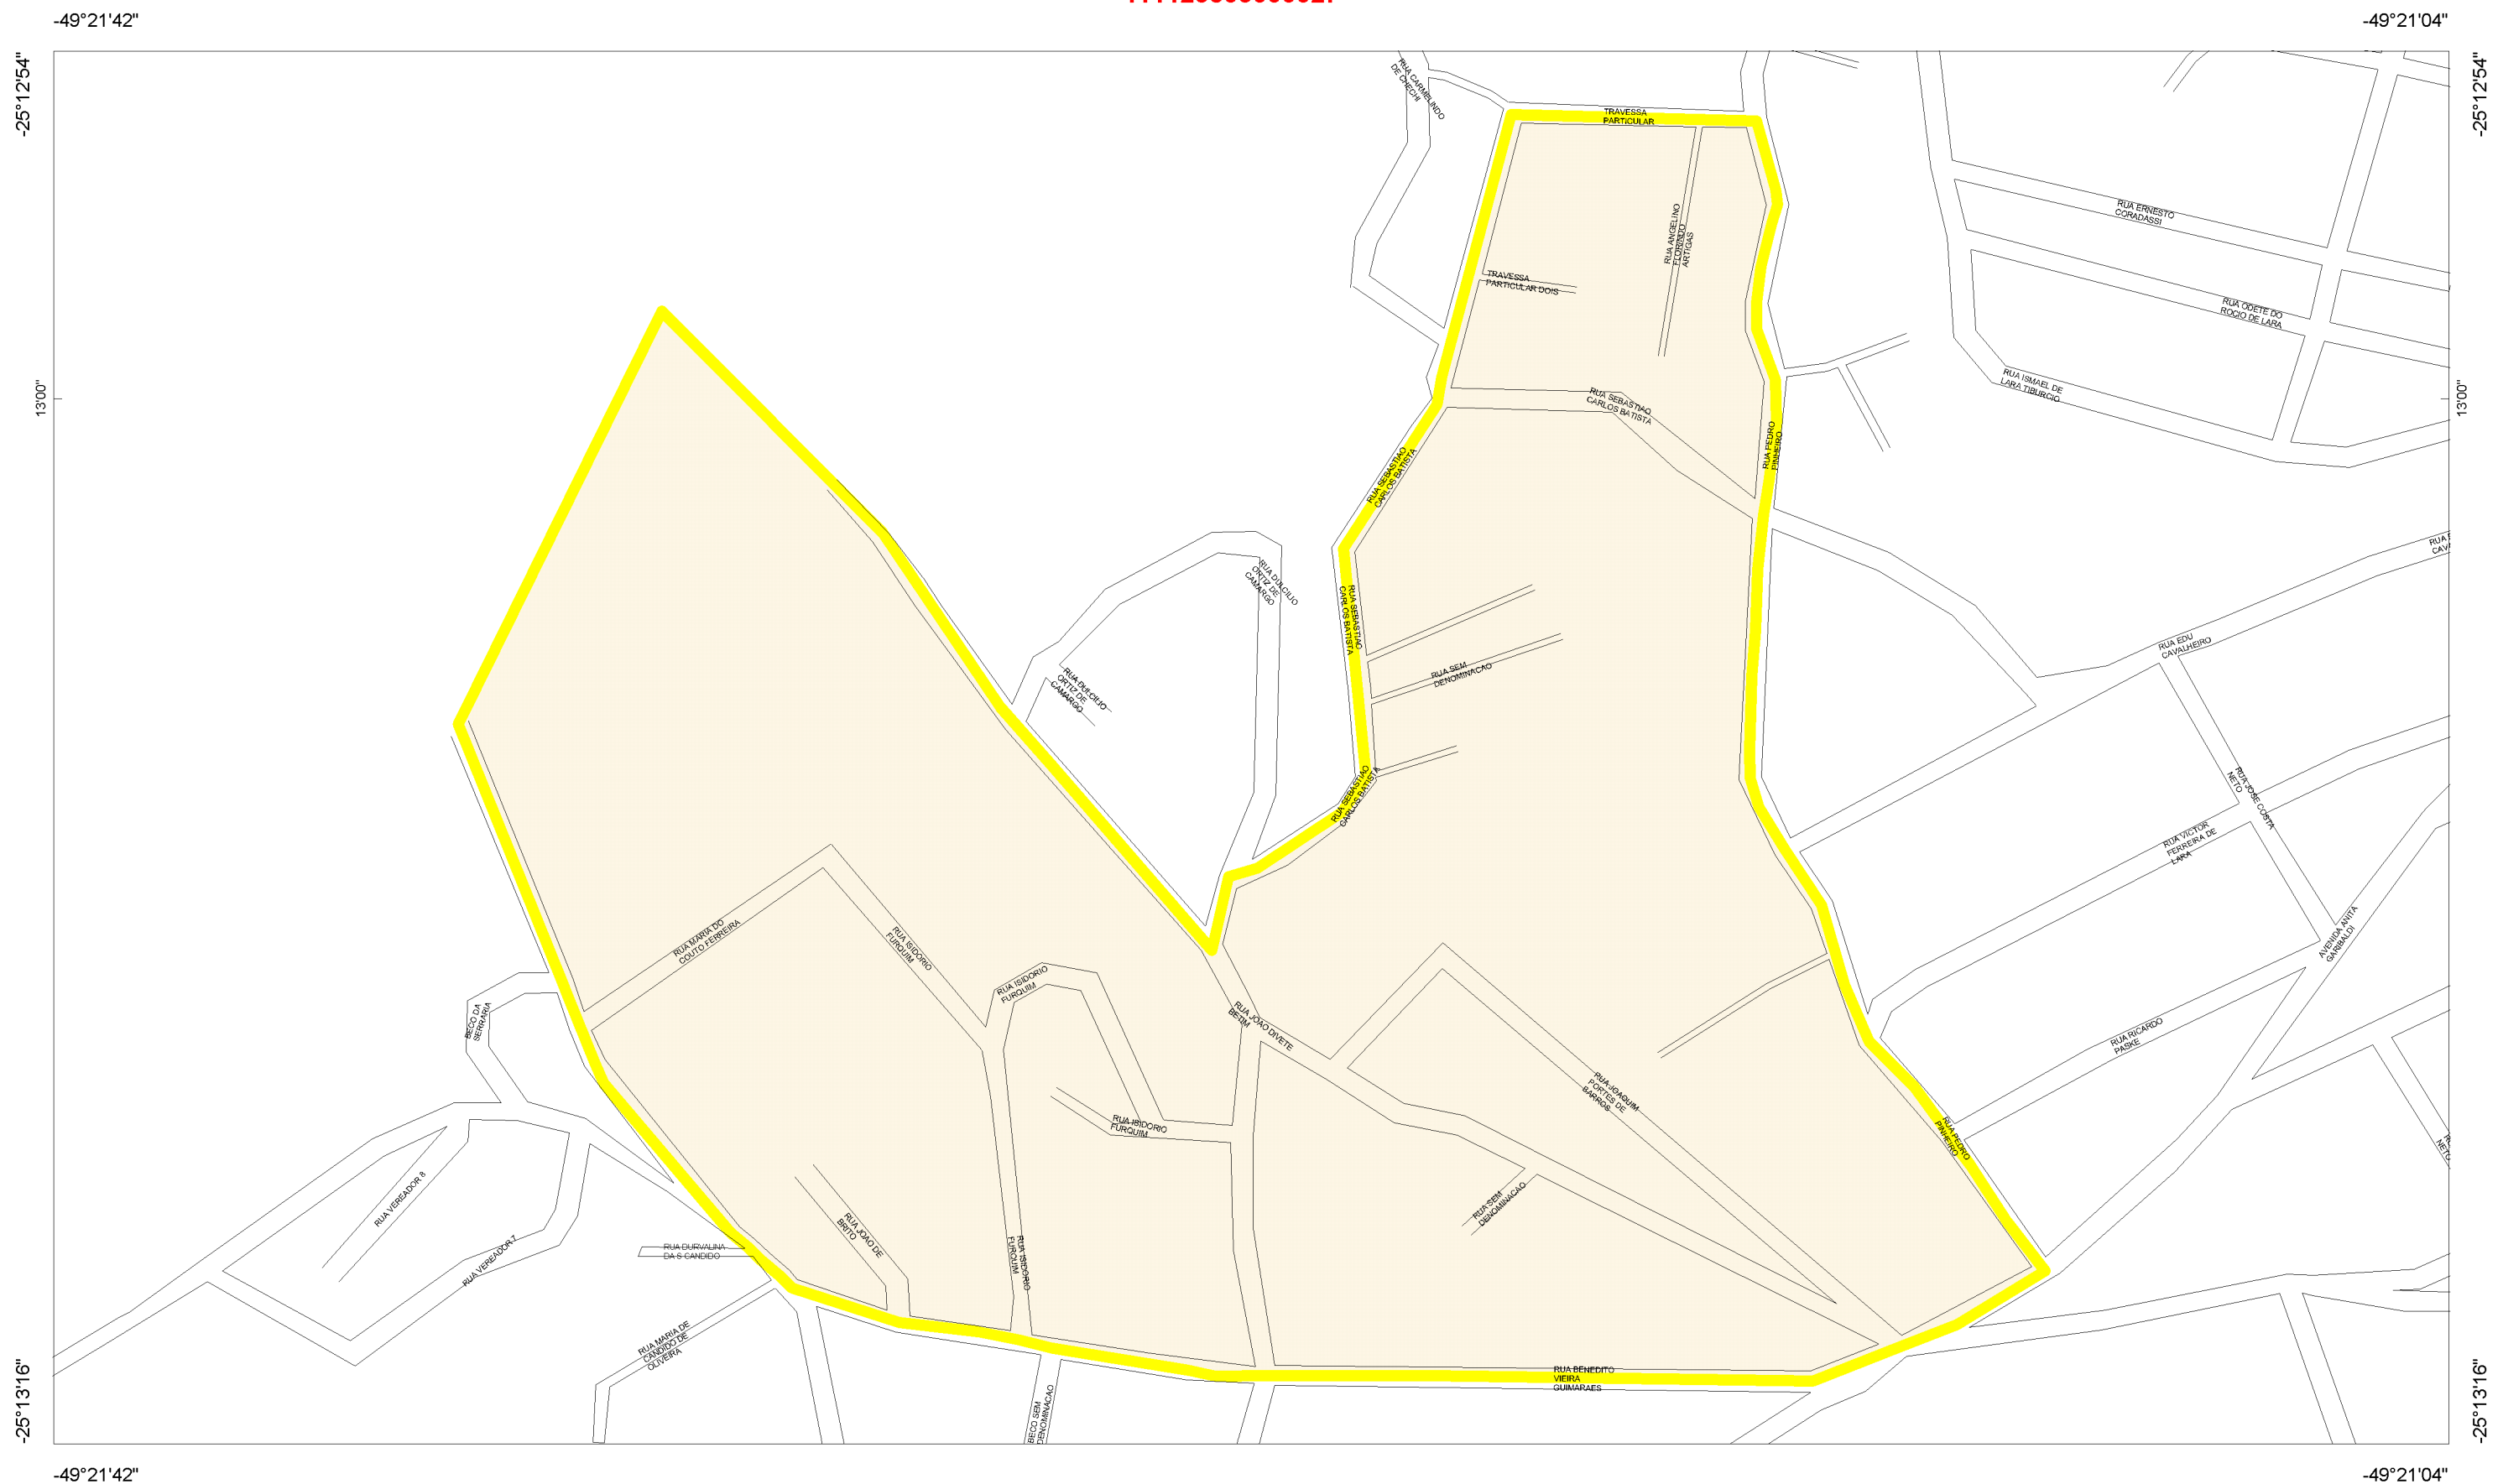 -49°21'42"
-49°21'04"
-25°12'54"
-25°12'54"
RUA CARMELINDO
DE CHECHI
TRAVESSA
PARTICULAR
RUA ANGELINO
FLORINDO
ARTIGAS
TRAVESSA
PARTICULAR DOIS
RUA ERNESTO
CORADASSI
RUA ODETE DO
ROCIO DE LARA
RUA ISMAEL DE
LARA TIBURCIO
13'00"
13'00"
RUA SEBASTIAO
CARLOS BATISTA
RUA PEDRO
PINHEIRO
RUA SEBASTIAO
CARLOS BATISTA
RUA DULCILIO
ORTIZ DE
CAMARGO
RUA SEBASTIAO
CARLOS BATISTA
RUA DULCILIO
ORTIZ DE
CAMARGO
RUA SEM
DENOMINACAO
RUA EDU
CAVALHEIRO
RUA SEBASTIAO
CARLOS BATISTA
RUA JOSE COSTA
NETO
RUA VICTOR
FERREIRA DE
LARA
AVENIDA ANITA
GARIBALDI
RUA MARIA DO
COUTO FERREIRA
RUA ISIDORIO
FURQUIM
RUA ISIDORIO
FURQUIM
BECO DA
SERRARIA
RUA JOAO DIVETE
BETIM
RUA RICARDO
PASKE
RUA JOAQUIM
PORTES DE
BARROS
RUA ISIDORIO
FURQUIM
RUA PEDRO
PINHEIRO
NETO
RUA VEREADOR 8
RUA SEM
DENOMINACAO
RUA JOAO DE
BRITO
RUA ISIDORIO
FURQUIM
RUA VEREADOR 7
RUA DURVALINA
DA S CANDIDO
RUA MARIA DE
CANDIDO DE
OLIVEIRA
RUA BENEDITO
VIEIRA
GUIMARAES
BECO SEM
DENOMINACAO
-25°13'16"
-25°13'16"
-49°21'42"
-49°21'04"